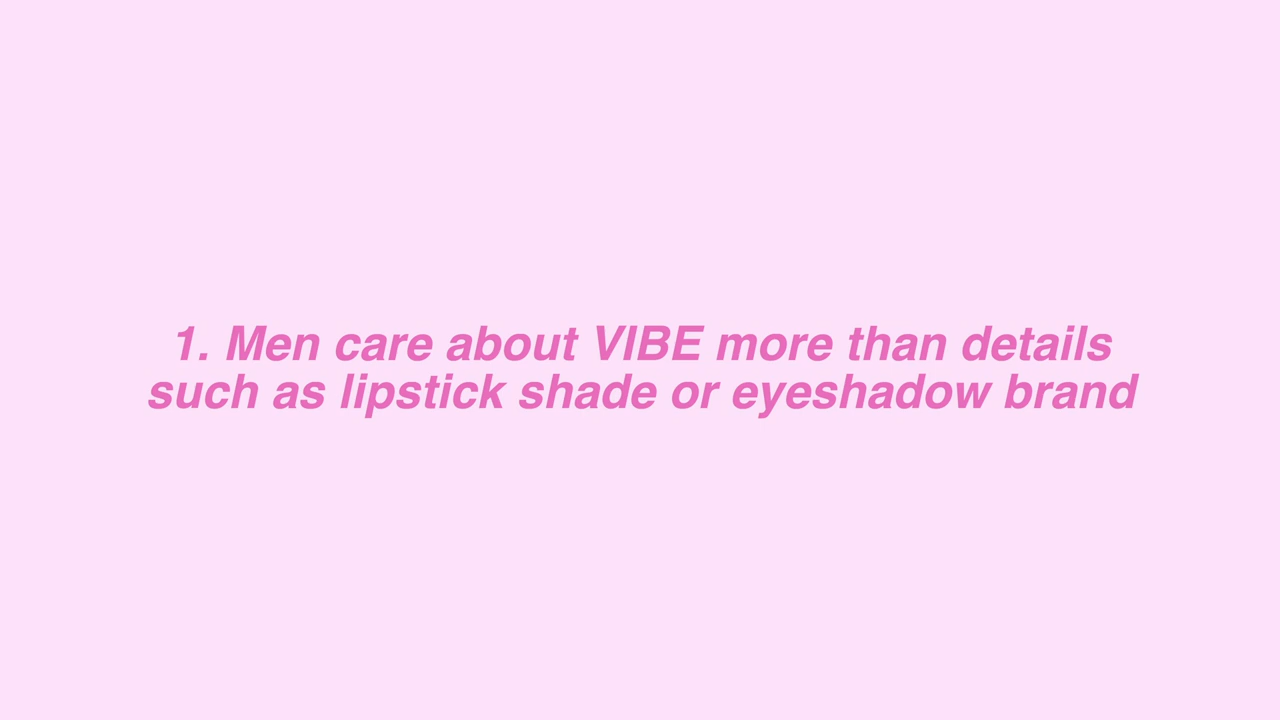 1. Men care about VIBE more than details
such as lipstick shade or eyeshadow brand